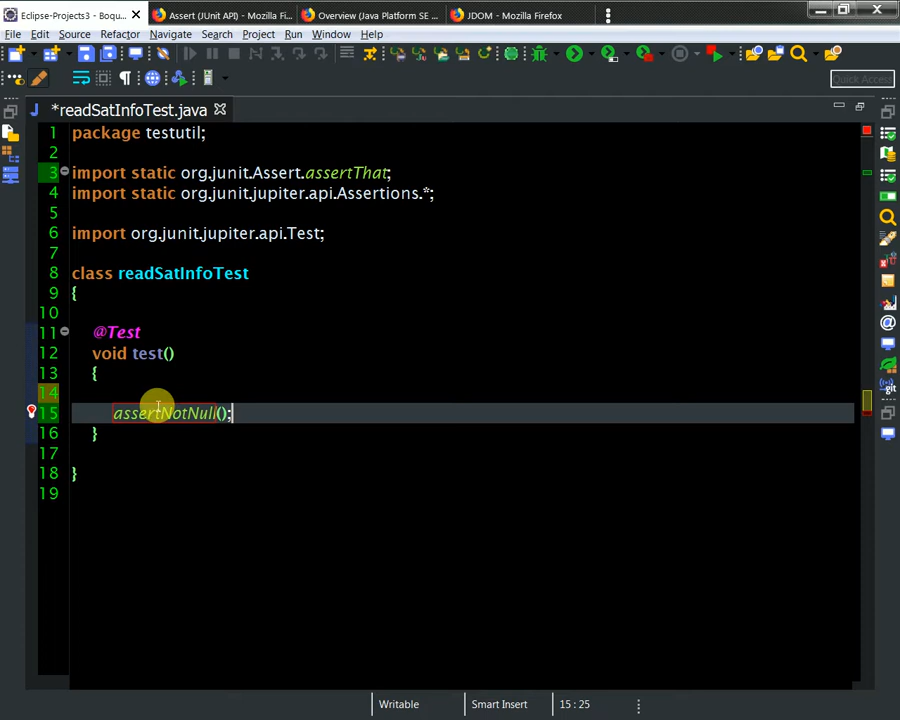 Eclipse-Projects3 - Boqu...
Assert (JUnit API) - Mozilla Fi...
Overview (Java Platform SE ...
JDOM - Mozilla Firefox
File Edit Source Refactor Navigate Search Project Run Window Help
Quick Access
*readSatInfoTest.java
1 package testutil;
2
3 import static org.junit.Assert.assertThat;
4 import static org.junit.jupiter.api.Assertions.*;
5
6 import org.junit.jupiter.api.Test;
7
8 class readSatInfoTest
9 {
10
11 @Test
12 void test()
13 {
14
15 assertNotNull();
16 }
17
18 }
19
Writable Smart Insert 15 : 25